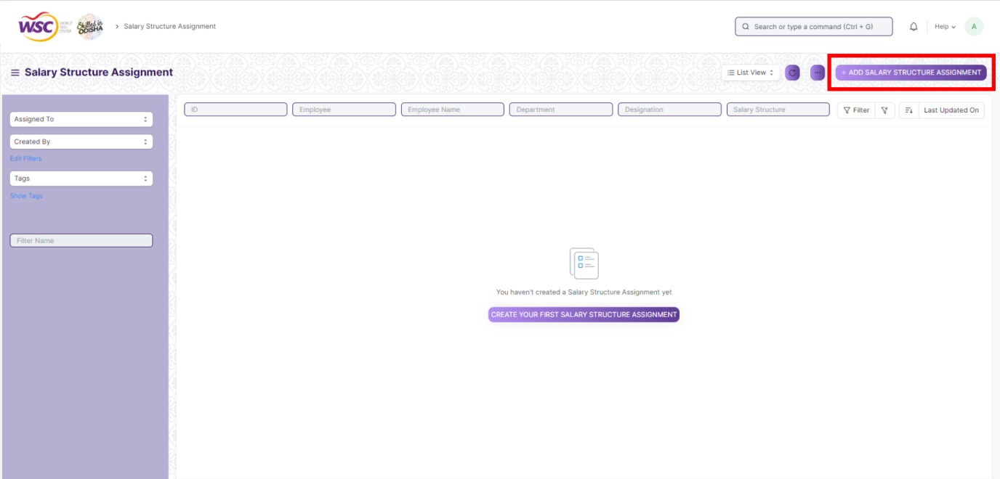 WSC WORLD SKILL CENTER Skilled in ODISHA > Salary Structure Assignment Search or type a command (Ctrl + G) Help A
Salary Structure Assignment List View + ADD SALARY STRUCTURE ASSIGNMENT
Assigned To
Created By
Edit Filters
Tags
Show Tags
Filter Name
ID Employee Employee Name Department Designation Salary Structure Filter Last Updated On
You haven't created a Salary Structure Assignment yet
CREATE YOUR FIRST SALARY STRUCTURE ASSIGNMENT